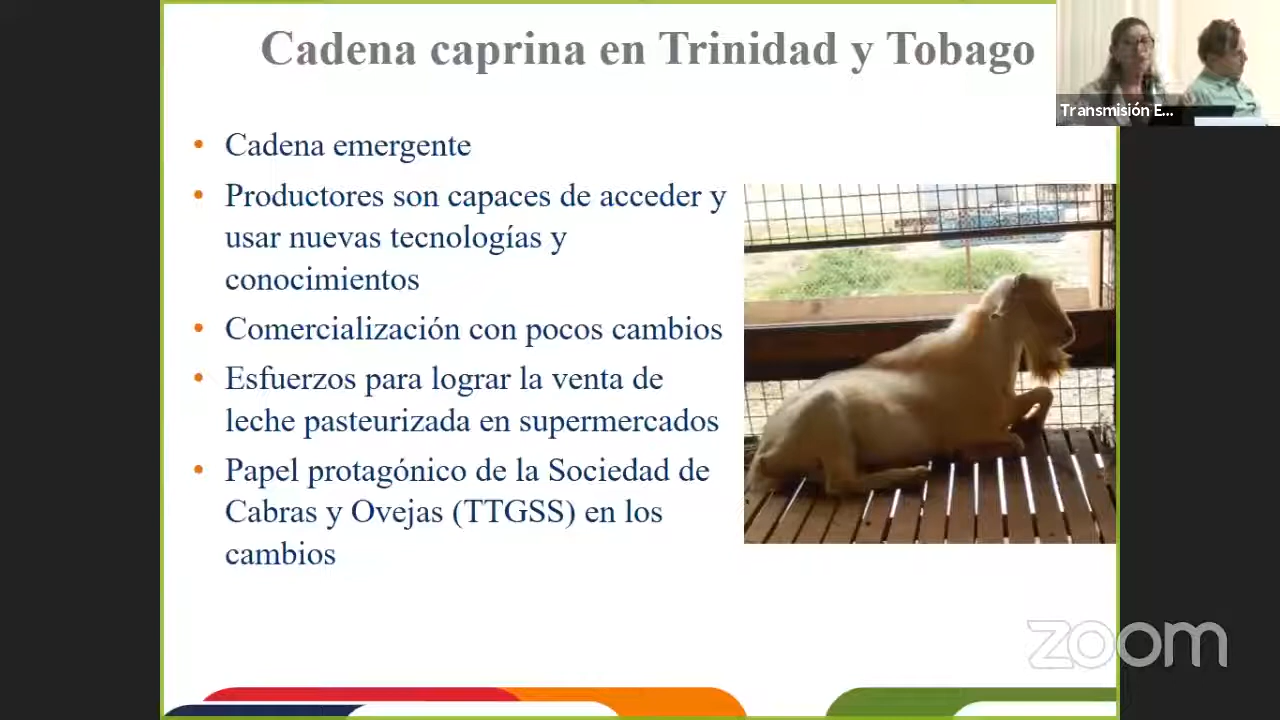 Cadena caprina en Trinidad y Tobago
Transmisión E...
• Cadena emergente
• Productores son capaces de acceder y
usar nuevas tecnologías y
conocimientos
• Comercialización con pocos cambios
• Esfuerzos para lograr la venta de
leche pasteurizada en supermercados
• Papel protagónico de la Sociedad de
Cabras y Ovejas (TTGSS) en los
cambios
zoom